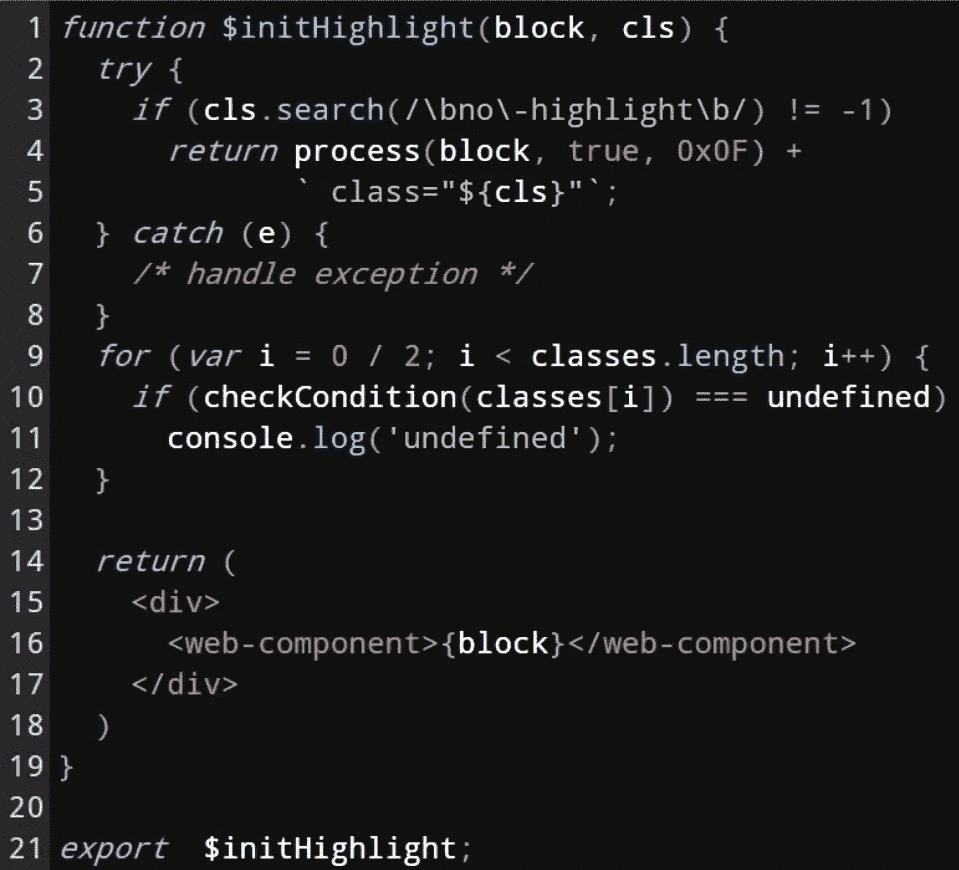 1 function $initHighlight(block, cls) {
2   try {
3     if (cls.search(/\bno\-highlight\b/) != -1)
4       return process(block, true, 0x0F) +
5              ` class="${cls}"`;
6   } catch (e) {
7     /* handle exception */
8   }
9   for (var i = 0 / 2; i < classes.length; i++) {
10     if (checkCondition(classes[i]) === undefined)
11       console.log('undefined');
12   }
13
14   return (
15     <div>
16       <web-component>{block}</web-component>
17     </div>
18   )
19 }
20
21 export  $initHighlight;